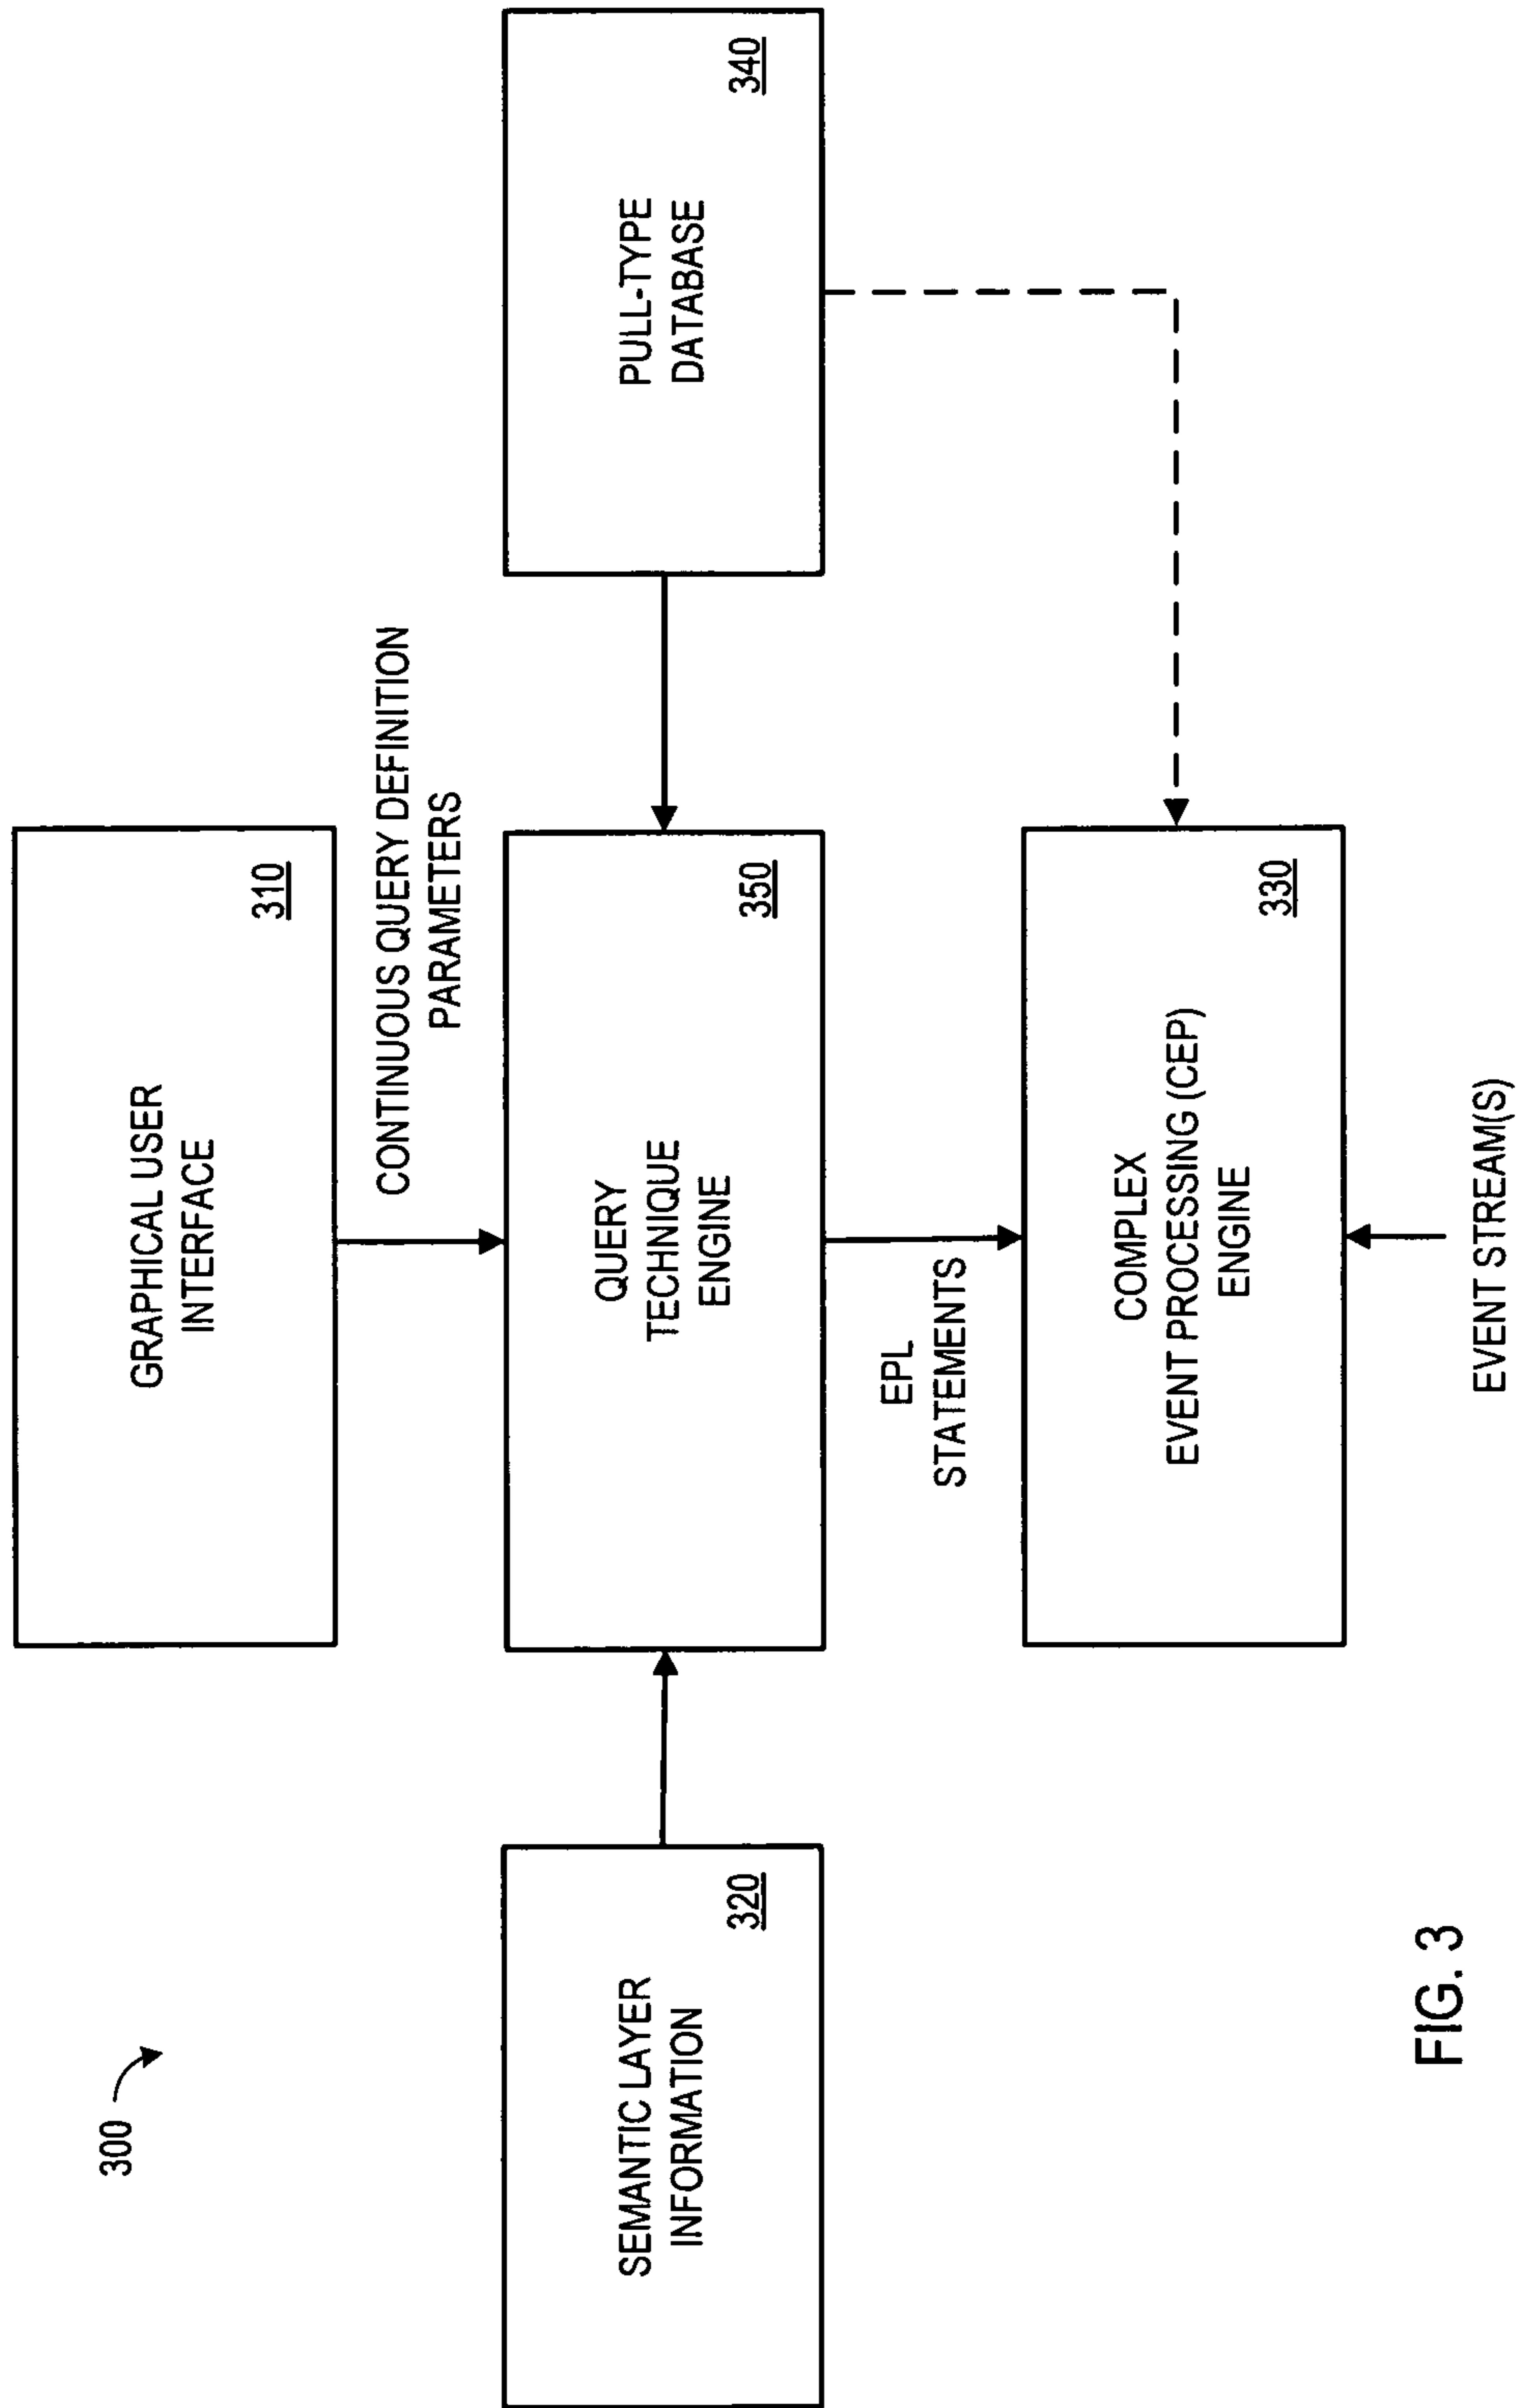 300
GRAPHICAL USER
INTERFACE
310
CONTINUOUS QUERY DEFINITION
PARAMETERS
SEMANTIC LAYER
INFORMATION
320
QUERY
TECHNIQUE
ENGINE
350
PULL-TYPE
DATABASE
340
EPL
STATEMENTS
COMPLEX
EVENT PROCESSING (CEP)
ENGINE
330
EVENT STREAM(S)
FIG. 3